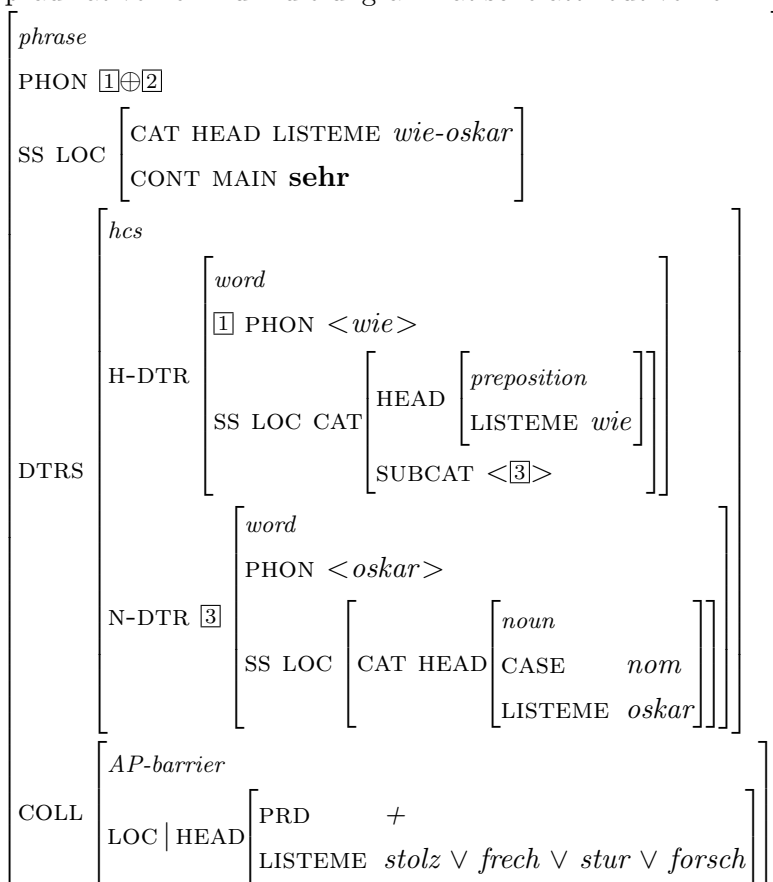 phrase
PHON 1⊕2
SS LOC
CAT HEAD LISTEME wie-oskar
CONT MAIN sehr
DTRS
hcs
H-DTR
word
1 PHON <wie>
SS LOC CAT
HEAD
preposition
LISTEME wie
SUBCAT <3>
N-DTR 3
word
PHON <oskar>
SS LOC
CAT HEAD
noun
CASE nom
LISTEME oskar
COLL
AP-barrier
LOC | HEAD
PRD +
LISTEME stolz ∨ frech ∨ stur ∨ forsch